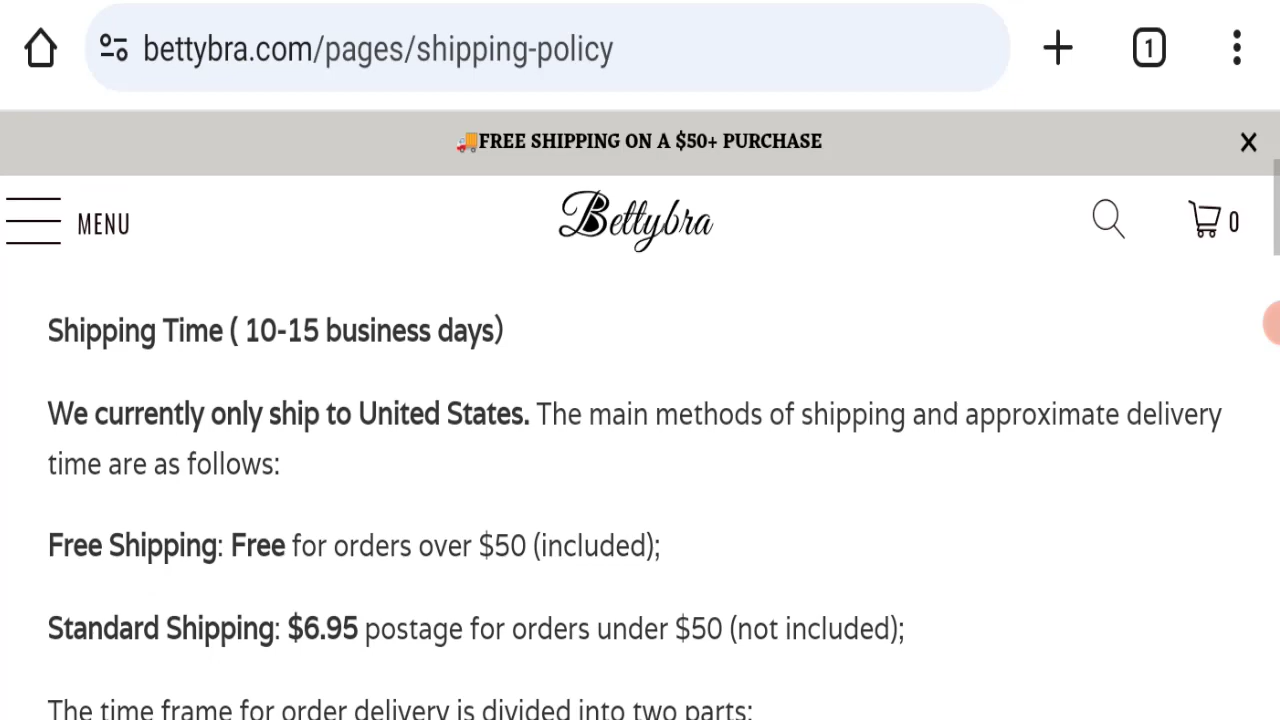 bettybra.com/pages/shipping-policy
1
🚚FREE SHIPPING ON A $50+ PURCHASE
X
MENU
Bettybra
0
Shipping Time ( 10-15 business days)
We currently only ship to United States. The main methods of shipping and approximate delivery
time are as follows:
Free Shipping: Free for orders over $50 (included);
Standard Shipping: $6.95 postage for orders under $50 (not included);
The time frame for order delivery is divided into two parts: